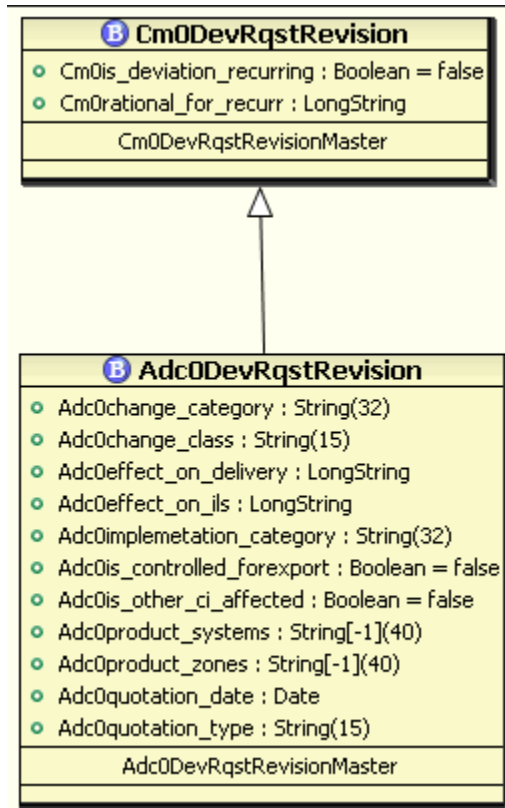 B Cm0DevRqstRevision
Cm0is_deviation_recurring : Boolean = false
Cm0rational_for_recurr : LongString
Cm0DevRqstRevisionMaster
B Adc0DevRqstRevision
Adc0change_category : String(32)
Adc0change_class : String(15)
Adc0effect_on_delivery : LongString
Adc0effect_on_ils : LongString
Adc0implemetation_category : String(32)
Adc0is_controlled_forexport : Boolean = false
Adc0is_other_ci_affected : Boolean = false
Adc0product_systems : String[-1](40)
Adc0product_zones : String[-1](40)
Adc0quotation_date : Date
Adc0quotation_type : String(15)
Adc0DevRqstRevisionMaster